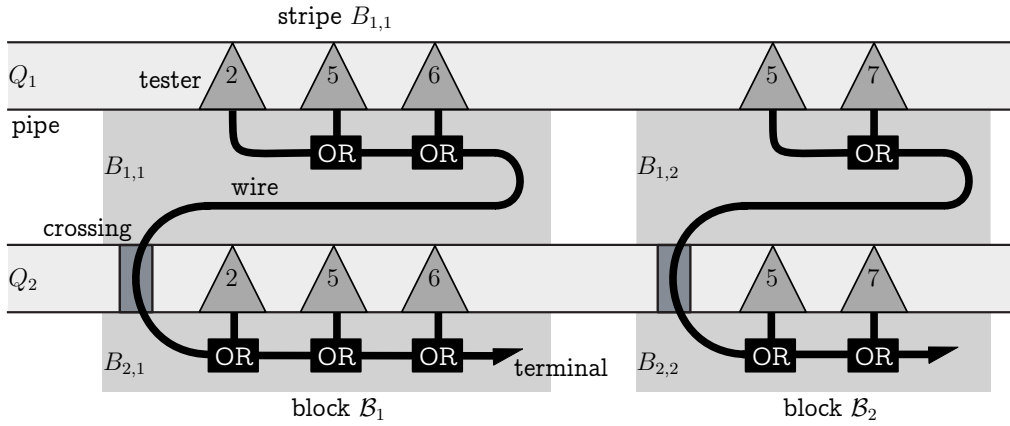 stripe B1,1
Q1
tester
2
5
6
5
7
pipe
OR
OR
OR
B1,1
B1,2
wire
crossing
Q2
2
5
6
5
7
OR
OR
OR
OR
OR
B2,1
terminal
B2,2
block B1
block B2